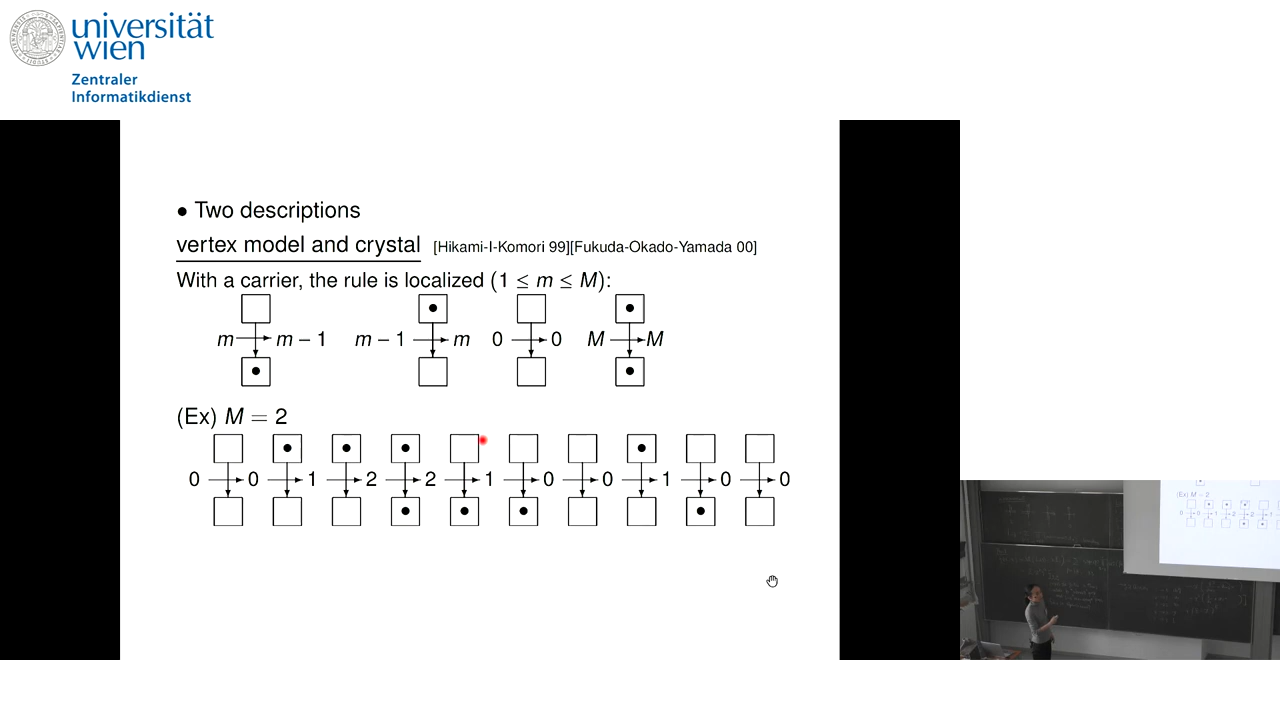 universität
wien
Zentraler
Informatikdienst
• Two descriptions
vertex model and crystal [Hikami-I-Komori 99][Fukuda-Okado-Yamada 00]
With a carrier, the rule is localized (1 ≤ m ≤ M):
m m – 1 m – 1 m 0 0 M M
(Ex) M = 2
0 0 1 2 2 1 0 0 1 0 0
(Ex) M = 2